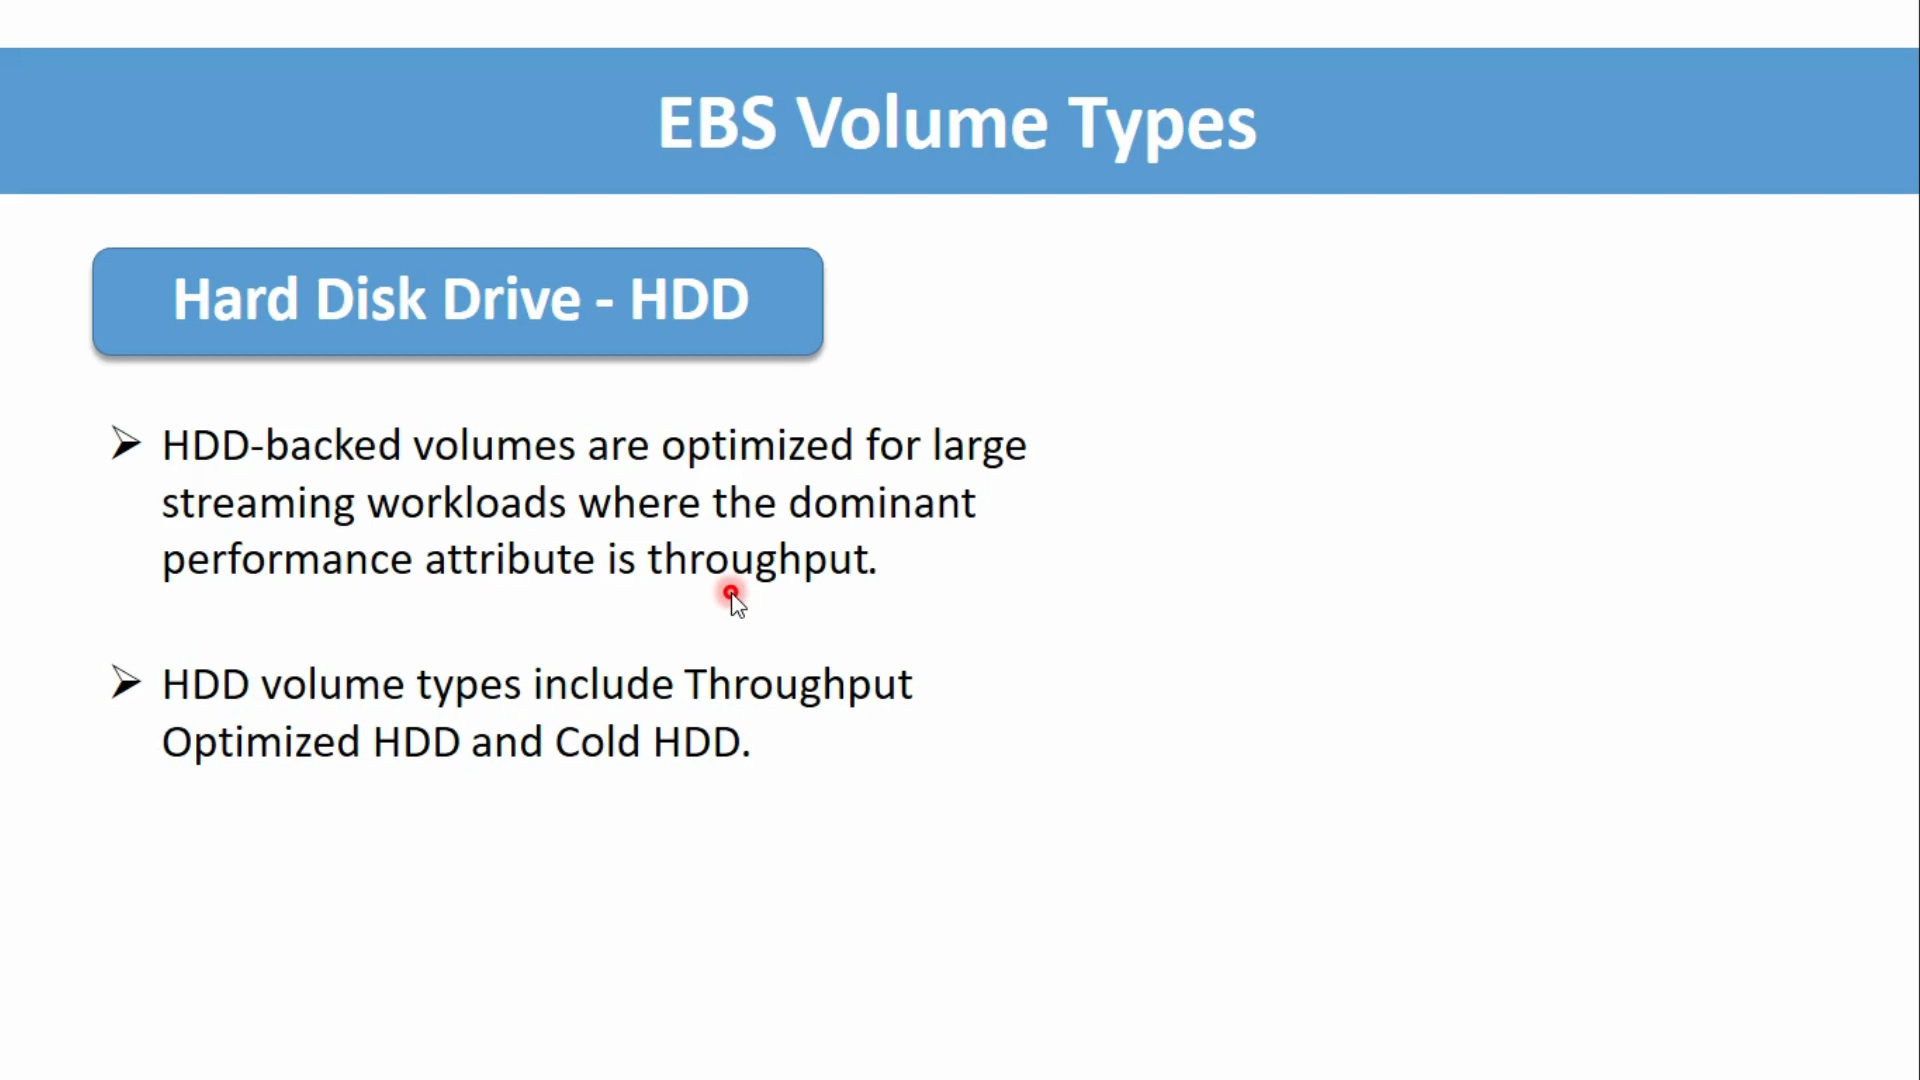 EBS Volume Types
Hard Disk Drive - HDD
HDD-backed volumes are optimized for large
streaming workloads where the dominant
performance attribute is throughput.
HDD volume types include Throughput
Optimized HDD and Cold HDD.